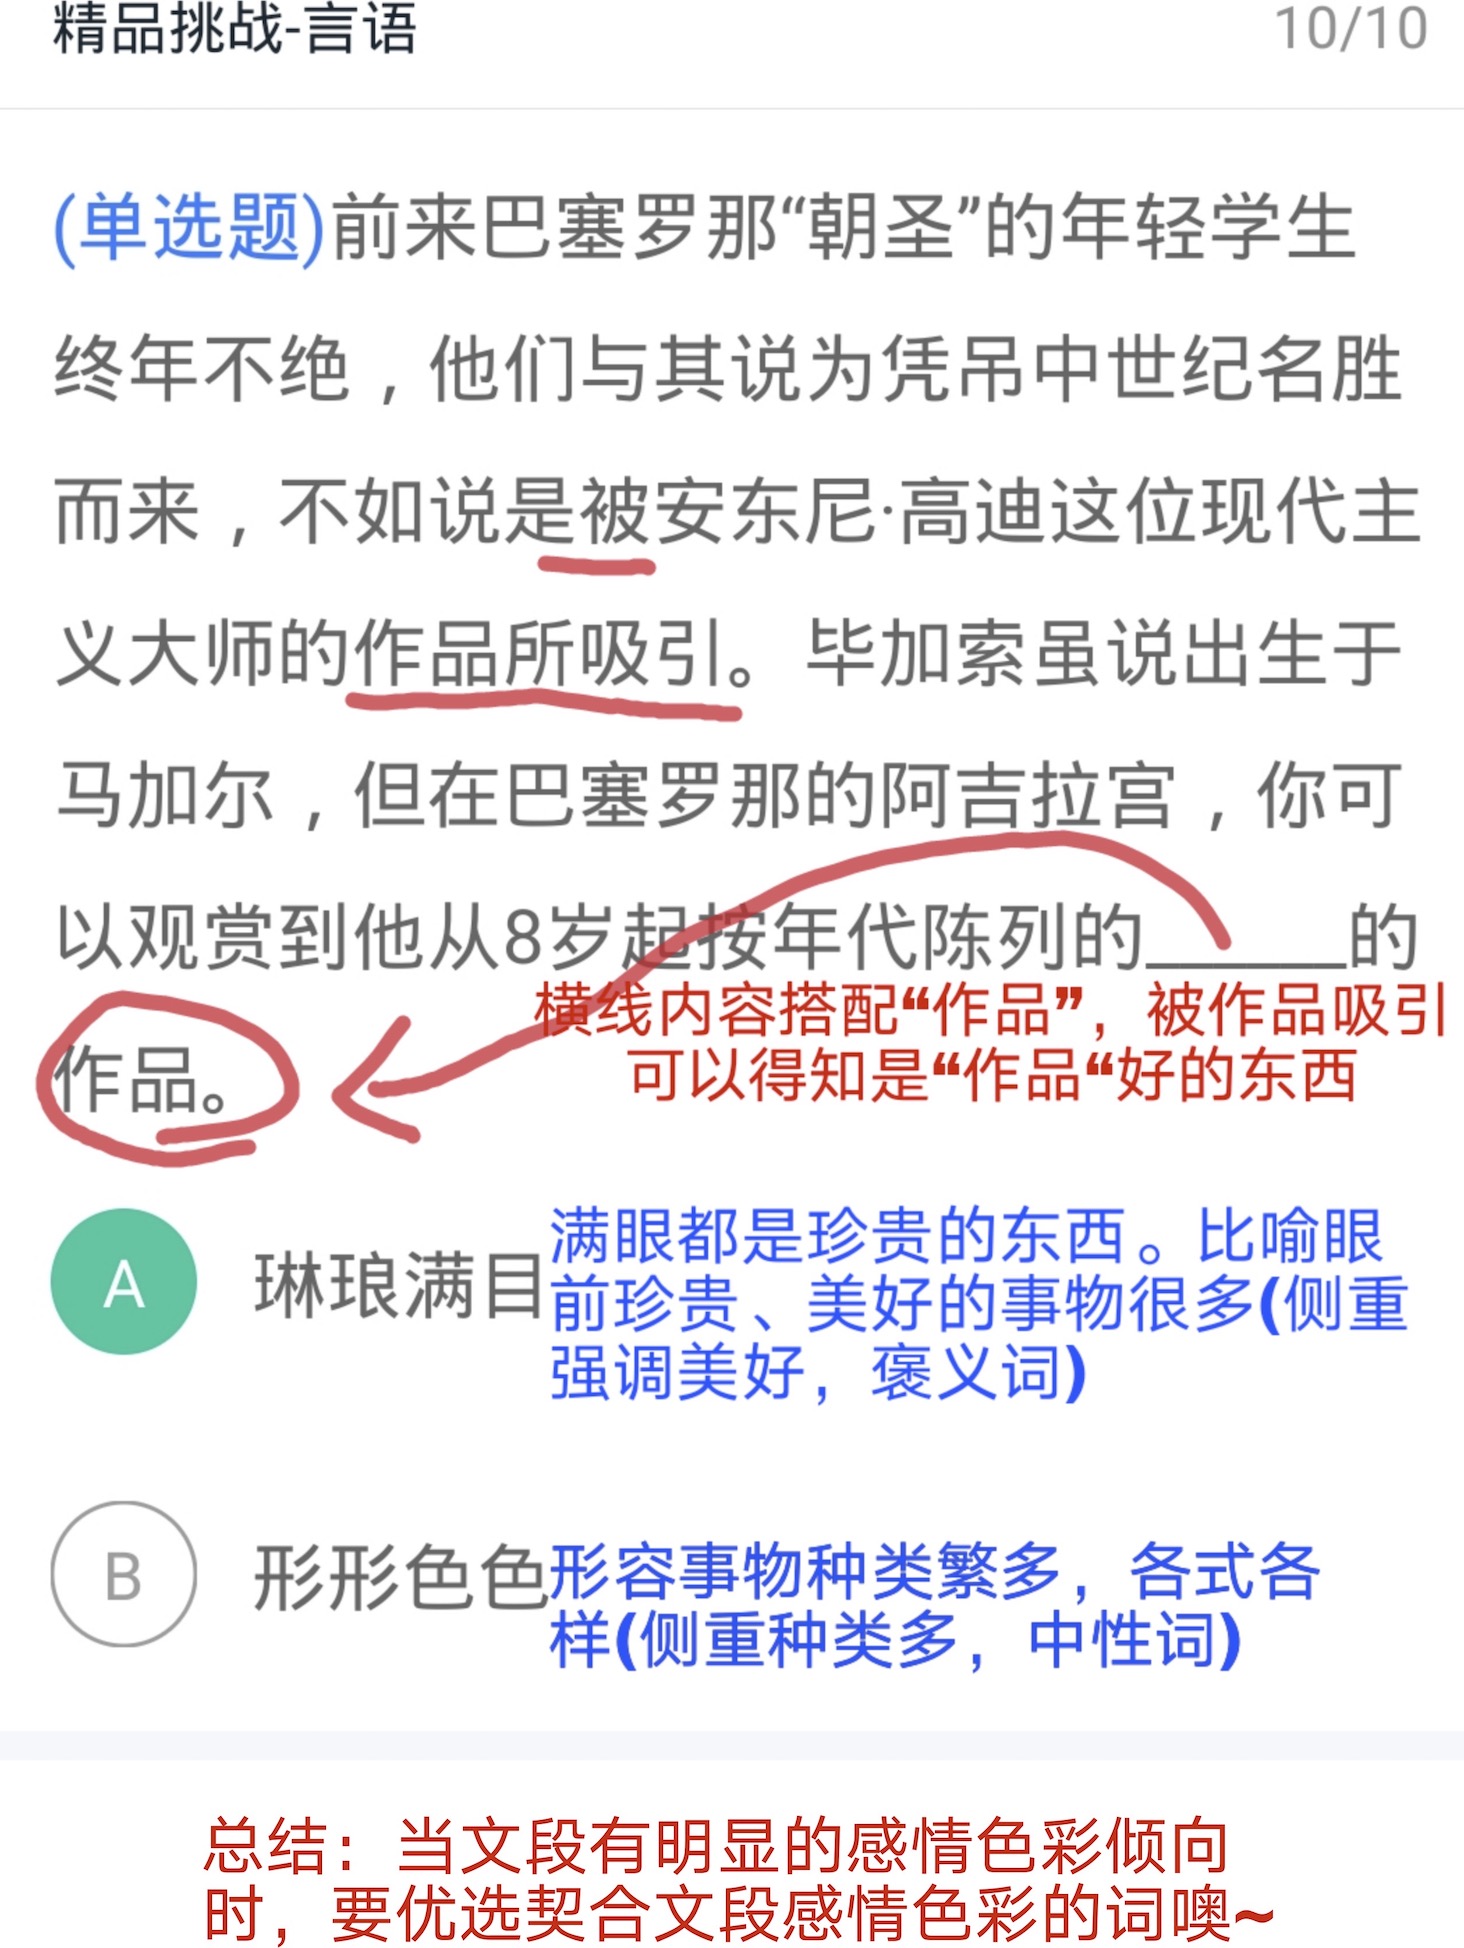 精品挑战-言语
10/10
(单选题)前来巴塞罗那“朝圣”的年轻学生
终年不绝，他们与其说为凭吊中世纪名胜
而来，不如说是被安东尼·高迪这位现代主
义大师的作品所吸引。毕加索虽说出生于
马加尔，但在巴塞罗那的阿吉拉宫，你可
以观赏到他从8岁起按年代陈列的______的
作品。
横线内容搭配“作品”，被作品吸引
可以得知是“作品“好的东西
A
琳琅满目
满眼都是珍贵的东西。比喻眼
前珍贵、美好的事物很多(侧重
强调美好，褒义词)
B
形形色色
形容事物种类繁多，各式各
样(侧重种类多，中性词)
总结：当文段有明显的感情色彩倾向
时，要优选契合文段感情色彩的词噢~